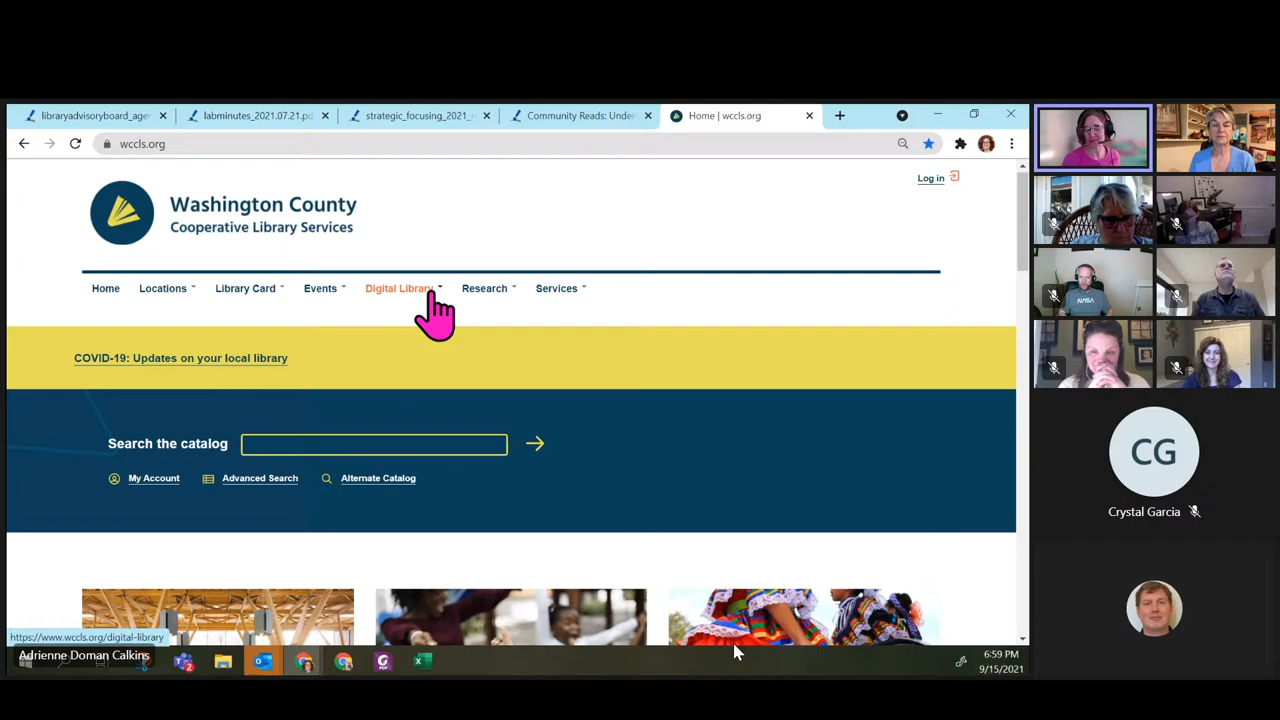 libraryadvisoryboard_age
labminutes_2021.07.21.pd
strategic_focusing_2021_r
Community Reads: Under
Home | wccls.org
wccls.org
Log in
Washington County
Cooperative Library Services
Home
Locations
Library Card
Events
Digital Library
Research
Services
COVID-19: Updates on your local library
Search the catalog
My Account
Advanced Search
Alternate Catalog
NASA
CG
Crystal Garcia
https://www.wccls.org/digital-library
Adrienne Doman Calkins
6:59 PM
9/15/2021